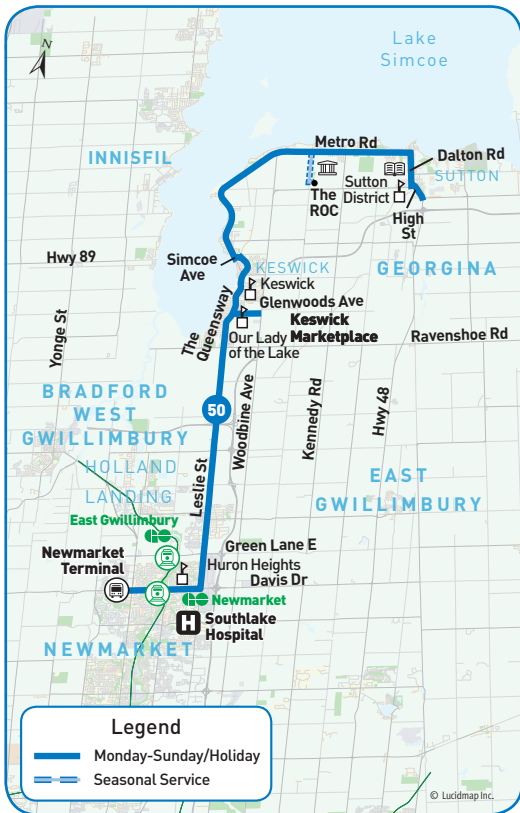 Lake
Simcoe
N
INNISFIL
Metro Rd
Dalton Rd
SUTTON
Sutton
District
The
ROC
High
St
Hwy 89
Simcoe
Ave
KESWICK
GEORGINA
Keswick
Glenwoods Ave
Keswick
Marketplace
Our Lady
of the Lake
The
Queensway
Ravenshoe Rd
Yonge St
BRADFORD
WEST
GWILLIMBURY
50
Woodbine Ave
Kennedy Rd
Hwy 48
HOLLAND
LANDING
Leslie St
EAST
GWILLIMBURY
East Gwillimbury
Green Lane E
Newmarket
Terminal
Huron Heights
Davis Dr
Newmarket
H
Southlake
Hospital
NEWMARKET
Legend
Monday-Sunday/Holiday
Seasonal Service
© Lucidmap Inc.